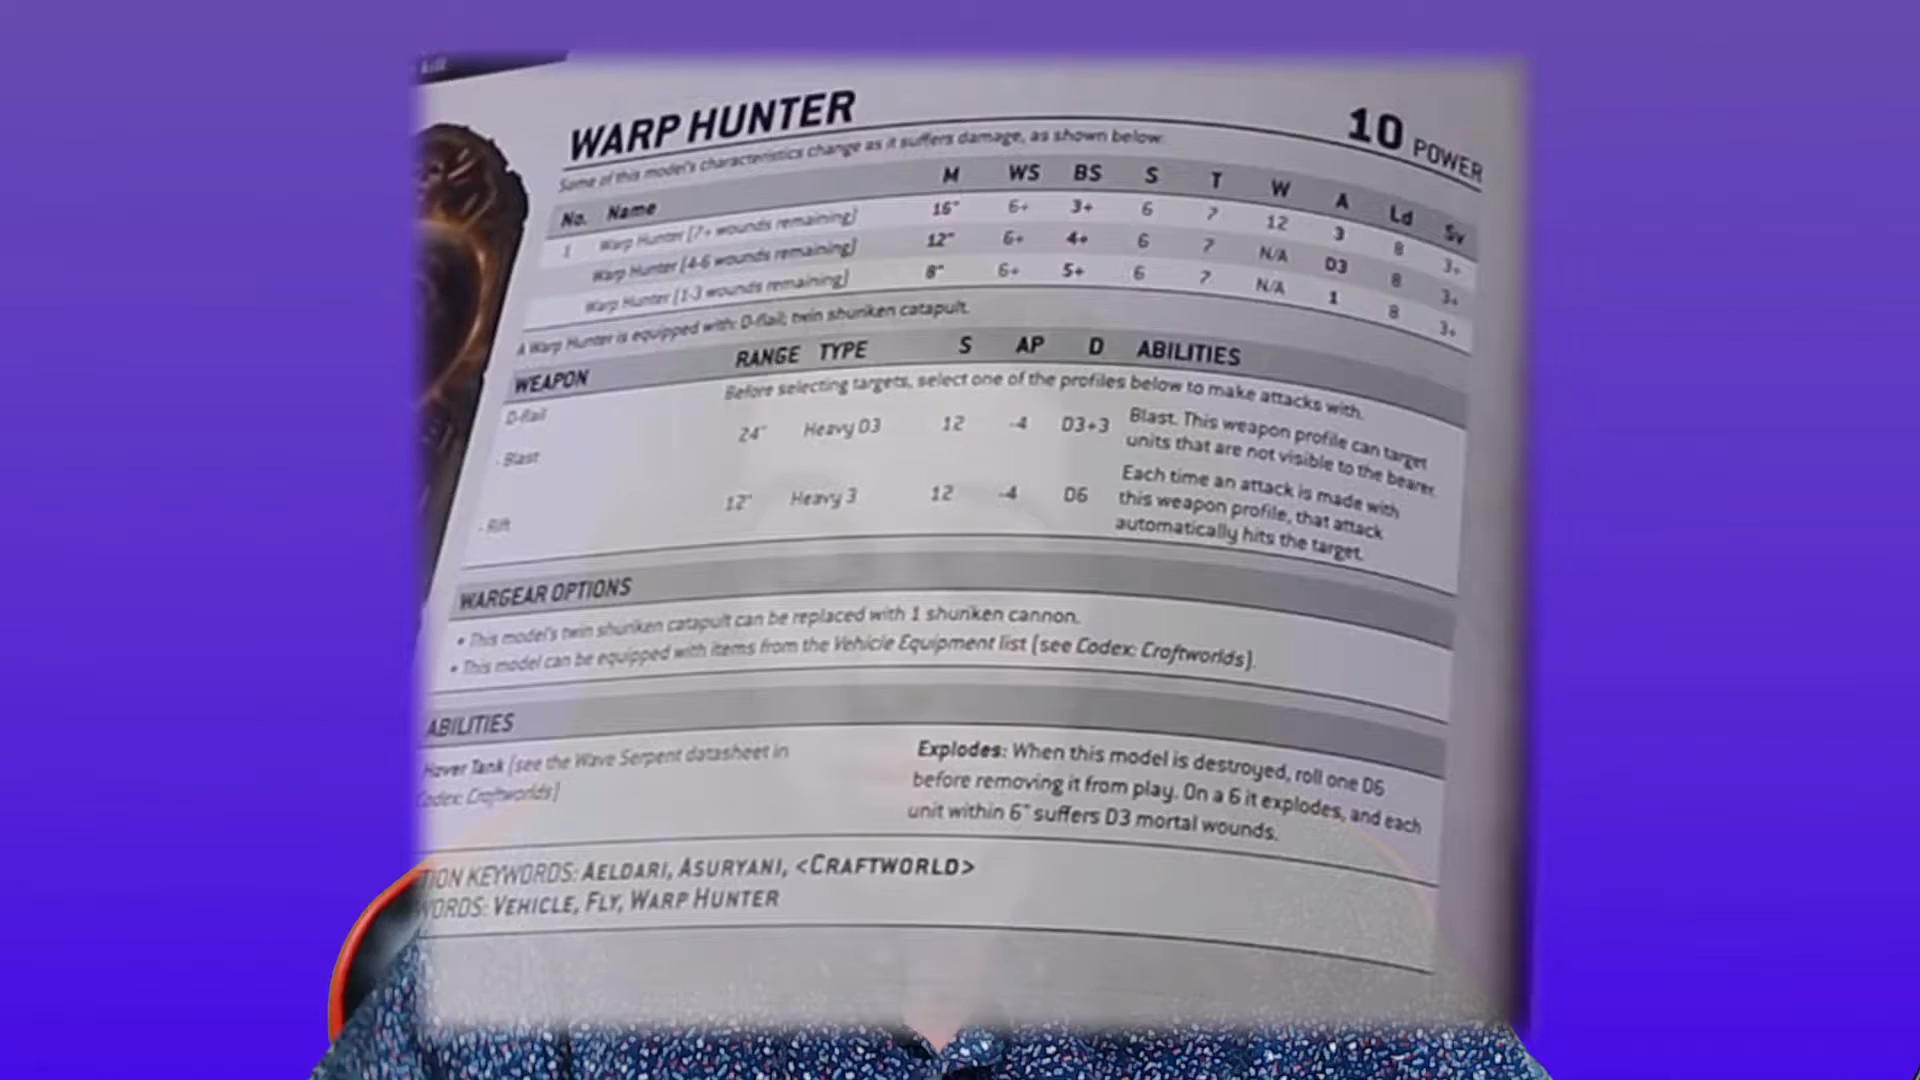 WARP HUNTER
10 POWER
Some of this model's characteristics change as it suffers damage, as shown below:
No. Name M WS BS S T W A Ld Sv
1 Warp Hunter [7+ wounds remaining] 16" 6+ 3+ 6 7 12 3 8 3+
Warp Hunter [4-6 wounds remaining] 12" 6+ 4+ 6 7 N/A D3 8 3+
Warp Hunter [1-3 wounds remaining] 8" 6+ 5+ 6 7 N/A 1 8 3+
A Warp Hunter is equipped with: D-flail; twin shuriken catapult.
WEAPON RANGE TYPE S AP D ABILITIES
D-flail Before selecting targets, select one of the profiles below to make attacks with.
- Blast 24" Heavy D3 12 -4 D3+3 Blast. This weapon profile can target
units that are not visible to the bearer.
- Rift 12" Heavy 3 12 -4 D6 Each time an attack is made with
this weapon profile, that attack
automatically hits the target.
WARGEAR OPTIONS
• This model's twin shuriken catapult can be replaced with 1 shuriken cannon.
• This model can be equipped with items from the Vehicle Equipment list [see Codex: Craftworlds].
ABILITIES
Hover Tank [see the Wave Serpent datasheet in
Codex: Craftworlds]
Explodes: When this model is destroyed, roll one D6
before removing it from play. On a 6 it explodes, and each
unit within 6" suffers D3 mortal wounds.
TION KEYWORDS: AELDARI, ASURYANI, <CRAFTWORLD>
WORDS: VEHICLE, FLY, WARP HUNTER